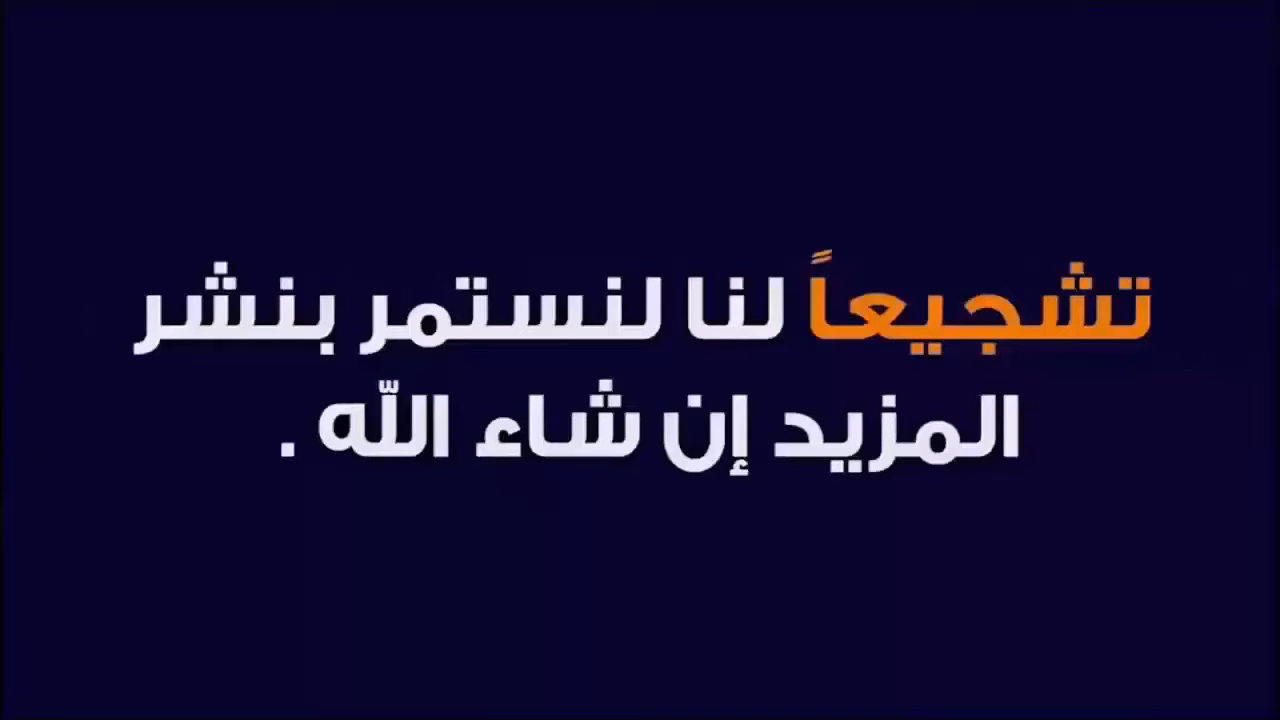 تشجيعاً لنا لنستمر بنشر
المزيد إن شاء الله .